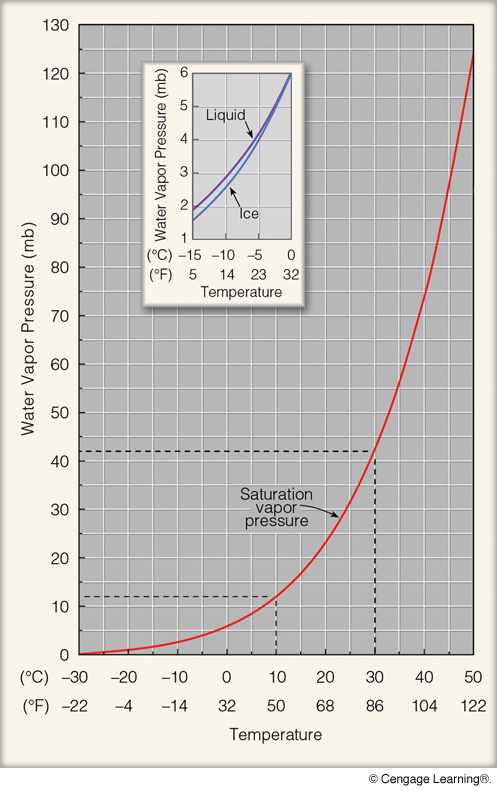 130
120
110
100
90
80
70
60
50
40
30
20
10
0
Water Vapor Pressure (mb)
6
5
4
3
2
1
Water Vapor Pressure (mb)
Liquid
Ice
(°C) –15 –10 –5 0
(°F) 5 14 23 32
Temperature
Saturation
vapor
pressure
(°C) –30 –20 –10 0 10 20 30 40 50
(°F) –22 –4 –14 32 50 68 86 104 122
Temperature
© Cengage Learning®.